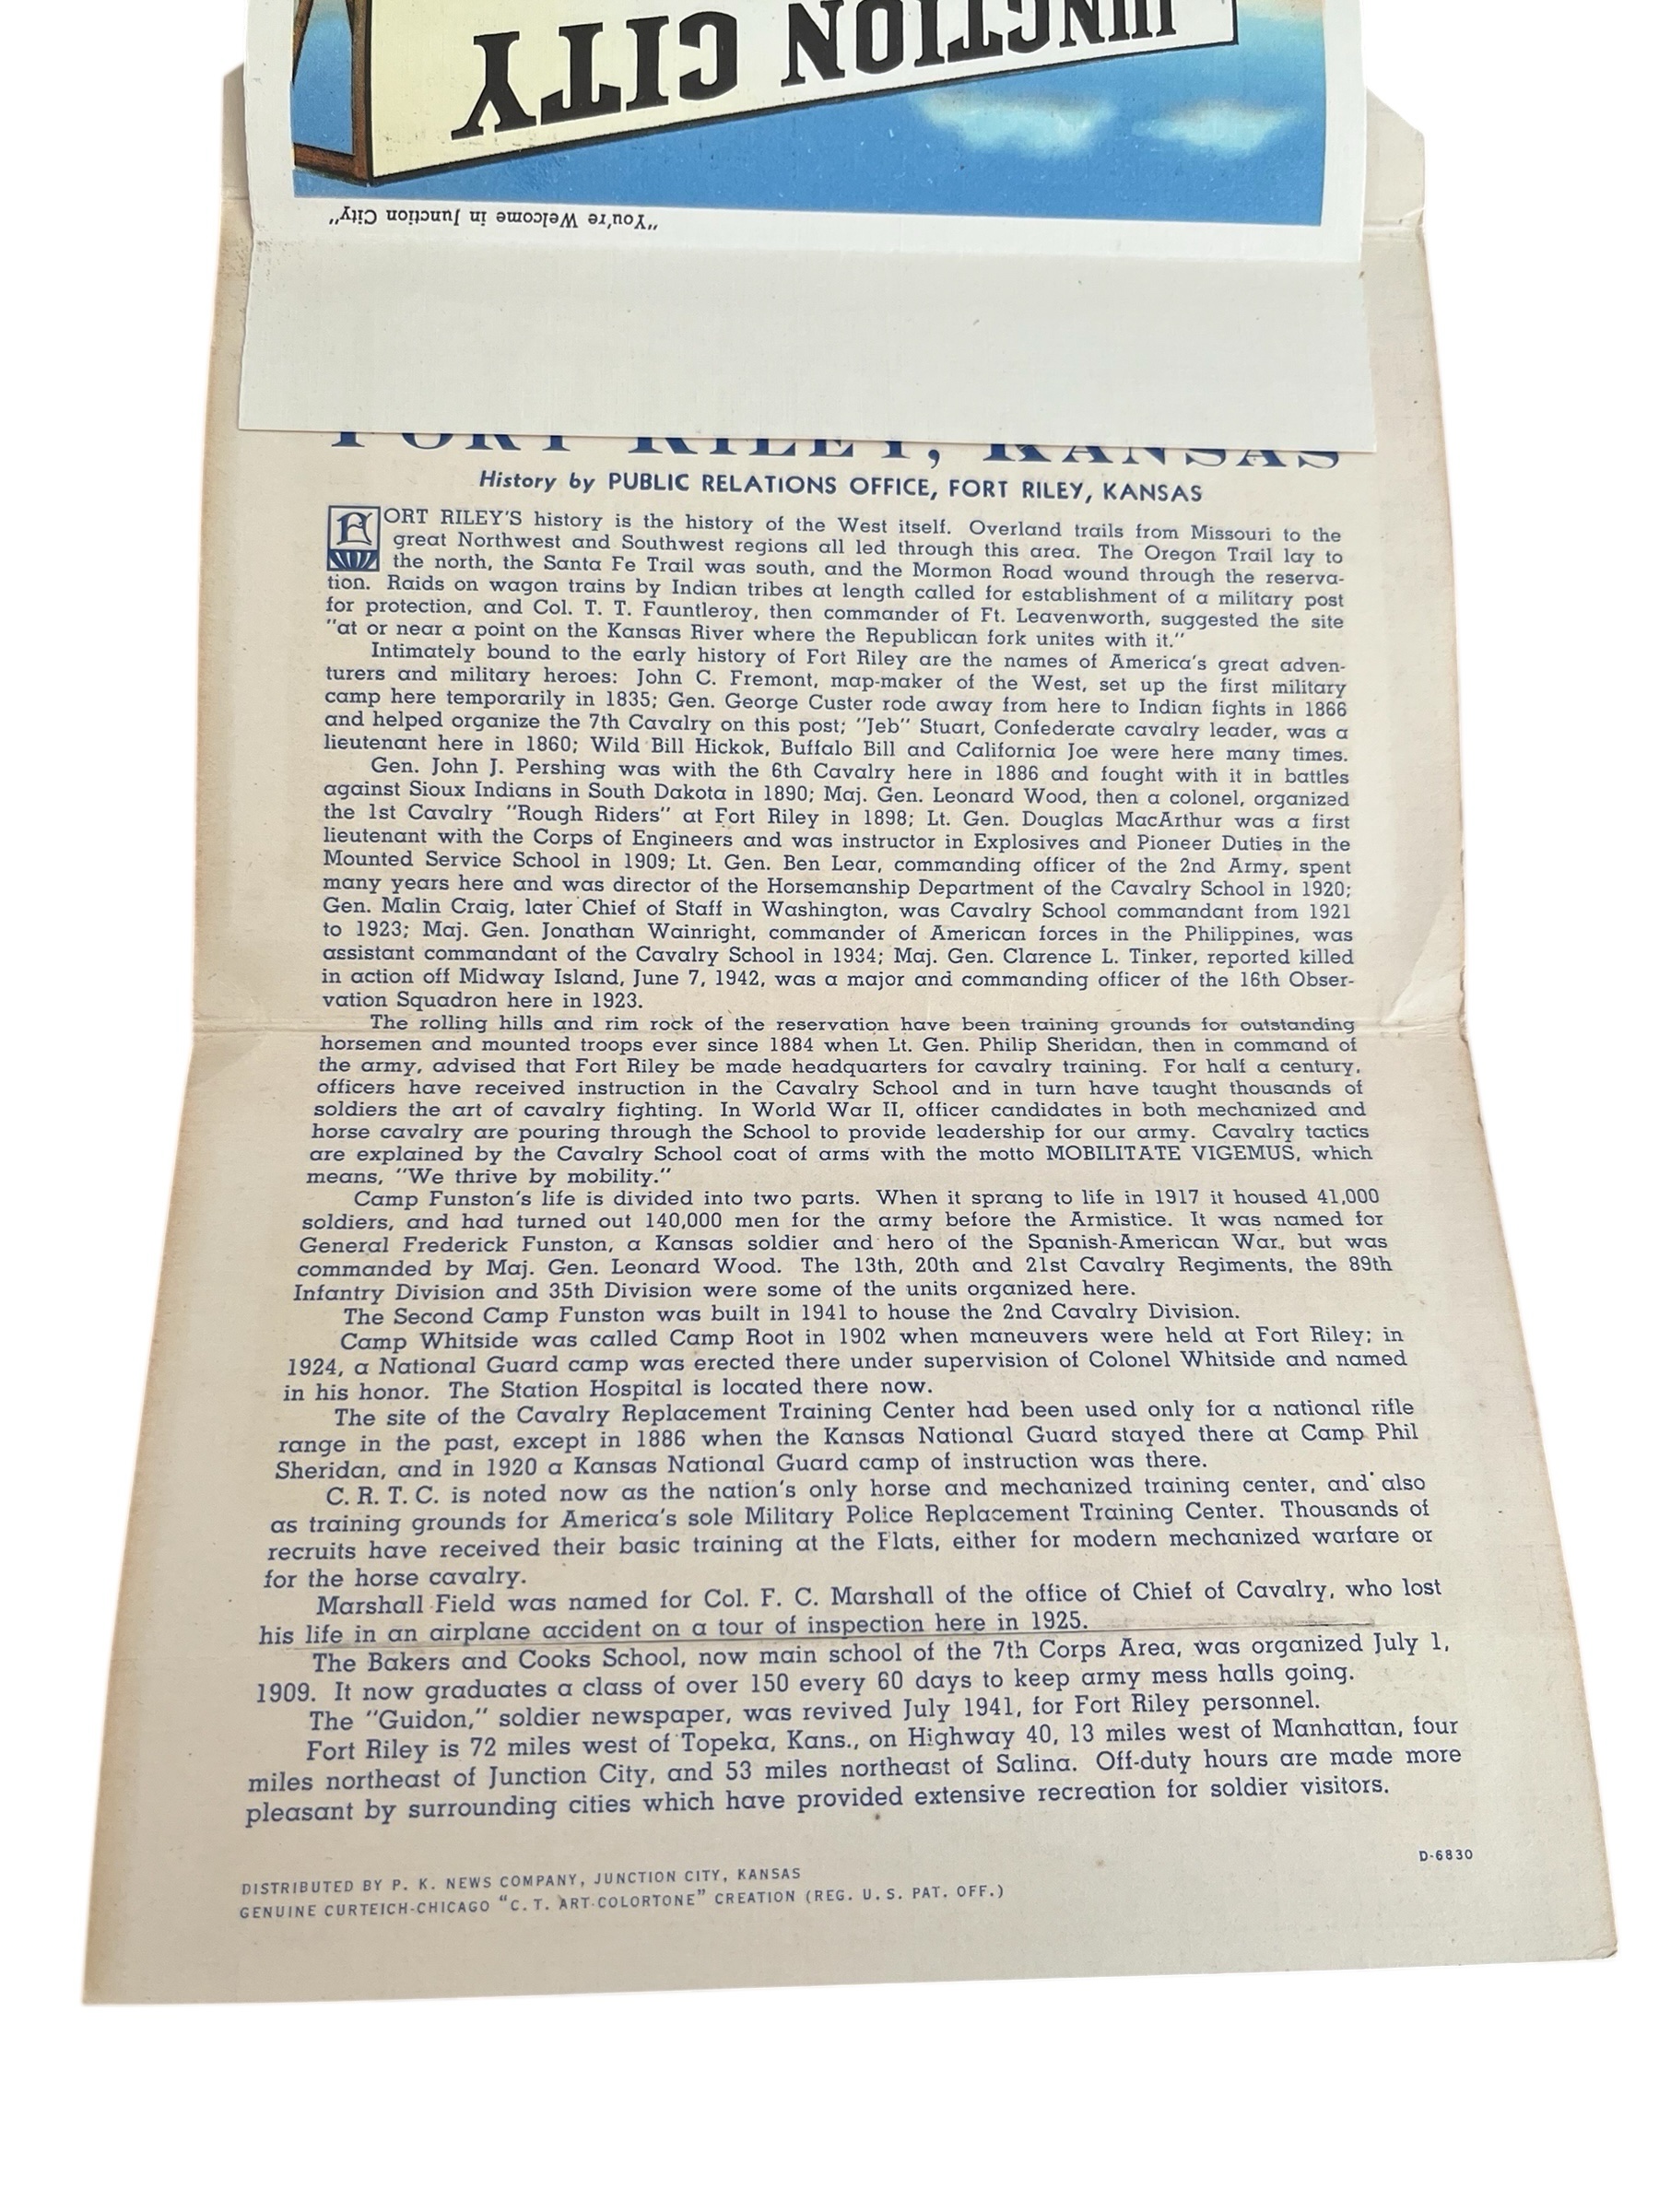 JUNCTION CITY
"You're Welcome in Junction City"
FORT RILEY, KANSAS
History by PUBLIC RELATIONS OFFICE, FORT RILEY, KANSAS
FORT RILEY'S history is the history of the West itself. Overland trails from Missouri to the
great Northwest and Southwest regions all led through this area. The Oregon Trail lay to
the north, the Santa Fe Trail was south, and the Mormon Road wound through the reserva-
tion. Raids on wagon trains by Indian tribes at length called for establishment of a military post
for protection, and Col. T. T. Fauntleroy, then commander of Ft. Leavenworth, suggested the site
"at or near a point on the Kansas River where the Republican fork unites with it."
Intimately bound to the early history of Fort Riley are the names of America's great adven-
turers and military heroes: John C. Fremont, map-maker of the West, set up the first military
camp here temporarily in 1835; Gen. George Custer rode away from here to Indian fights in 1866
and helped organize the 7th Cavalry on this post; "Jeb" Stuart, Confederate cavalry leader, was a
lieutenant here in 1860; Wild Bill Hickok, Buffalo Bill and California Joe were here many times.
Gen. John J. Pershing was with the 6th Cavalry here in 1886 and fought with it in battles
against Sioux Indians in South Dakota in 1890; Maj. Gen. Leonard Wood, then a colonel, organized
the 1st Cavalry "Rough Riders" at Fort Riley in 1898; Lt. Gen. Douglas MacArthur was a first
lieutenant with the Corps of Engineers and was instructor in Explosives and Pioneer Duties in the
Mounted Service School in 1909; Lt. Gen. Ben Lear, commanding officer of the 2nd Army, spent
many years here and was director of the Horsemanship Department of the Cavalry School in 1920;
Gen. Malin Craig, later Chief of Staff in Washington, was Cavalry School commandant from 1921
to 1923; Maj. Gen. Jonathan Wainright, commander of American forces in the Philippines, was
assistant commandant of the Cavalry School in 1934; Maj. Gen. Clarence L. Tinker, reported killed
in action off Midway Island, June 7, 1942, was a major and commanding officer of the 16th Obser-
vation Squadron here in 1923.
The rolling hills and rim rock of the reservation have been training grounds for outstanding
horsemen and mounted troops ever since 1884 when Lt. Gen. Philip Sheridan, then in command of
the army, advised that Fort Riley be made headquarters for cavalry training. For half a century,
officers have received instruction in the Cavalry School and in turn have taught thousands of
soldiers the art of cavalry fighting. In World War II, officer candidates in both mechanized and
horse cavalry are pouring through the School to provide leadership for our army. Cavalry tactics
are explained by the Cavalry School coat of arms with the motto MOBILITATE VIGEMUS, which
means, "We thrive by mobility."
Camp Funston's life is divided into two parts. When it sprang to life in 1917 it housed 41,000
soldiers, and had turned out 140,000 men for the army before the Armistice. It was named for
General Frederick Funston, a Kansas soldier and hero of the Spanish-American War, but was
commanded by Maj. Gen. Leonard Wood. The 13th, 20th and 21st Cavalry Regiments, the 89th
Infantry Division and 35th Division were some of the units organized here.
The Second Camp Funston was built in 1941 to house the 2nd Cavalry Division.
Camp Whitside was called Camp Root in 1902 when maneuvers were held at Fort Riley; in
1924, a National Guard camp was erected there under supervision of Colonel Whitside and named
in his honor. The Station Hospital is located there now.
The site of the Cavalry Replacement Training Center had been used only for a national rifle
range in the past, except in 1886 when the Kansas National Guard stayed there at Camp Phil
Sheridan, and in 1920 a Kansas National Guard camp of instruction was there.
C. R. T. C. is noted now as the nation's only horse and mechanized training center, and also
as training grounds for America's sole Military Police Replacement Training Center. Thousands of
recruits have received their basic training at the Flats, either for modern mechanized warfare or
for the horse cavalry.
Marshall Field was named for Col. F. C. Marshall of the office of Chief of Cavalry, who lost
his life in an airplane accident on a tour of inspection here in 1925.
The Bakers and Cooks School, now main school of the 7th Corps Area, was organized July 1,
1909. It now graduates a class of over 150 every 60 days to keep army mess halls going.
The "Guidon," soldier newspaper, was revived July 1941, for Fort Riley personnel.
Fort Riley is 72 miles west of Topeka, Kans., on Highway 40, 13 miles west of Manhattan, four
miles northeast of Junction City, and 53 miles northeast of Salina. Off-duty hours are made more
pleasant by surrounding cities which have provided extensive recreation for soldier visitors.
D-6830
DISTRIBUTED BY P. K. NEWS COMPANY, JUNCTION CITY, KANSAS
GENUINE CURTEICH-CHICAGO "C. T. ART-COLORTONE" CREATION (REG. U. S. PAT. OFF.)